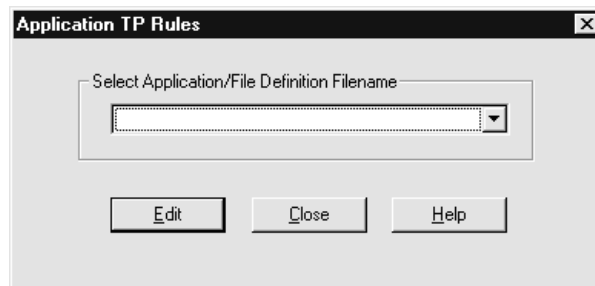 Application TP Rules
Select Application/File Definition Filename
Edit
Close
Help